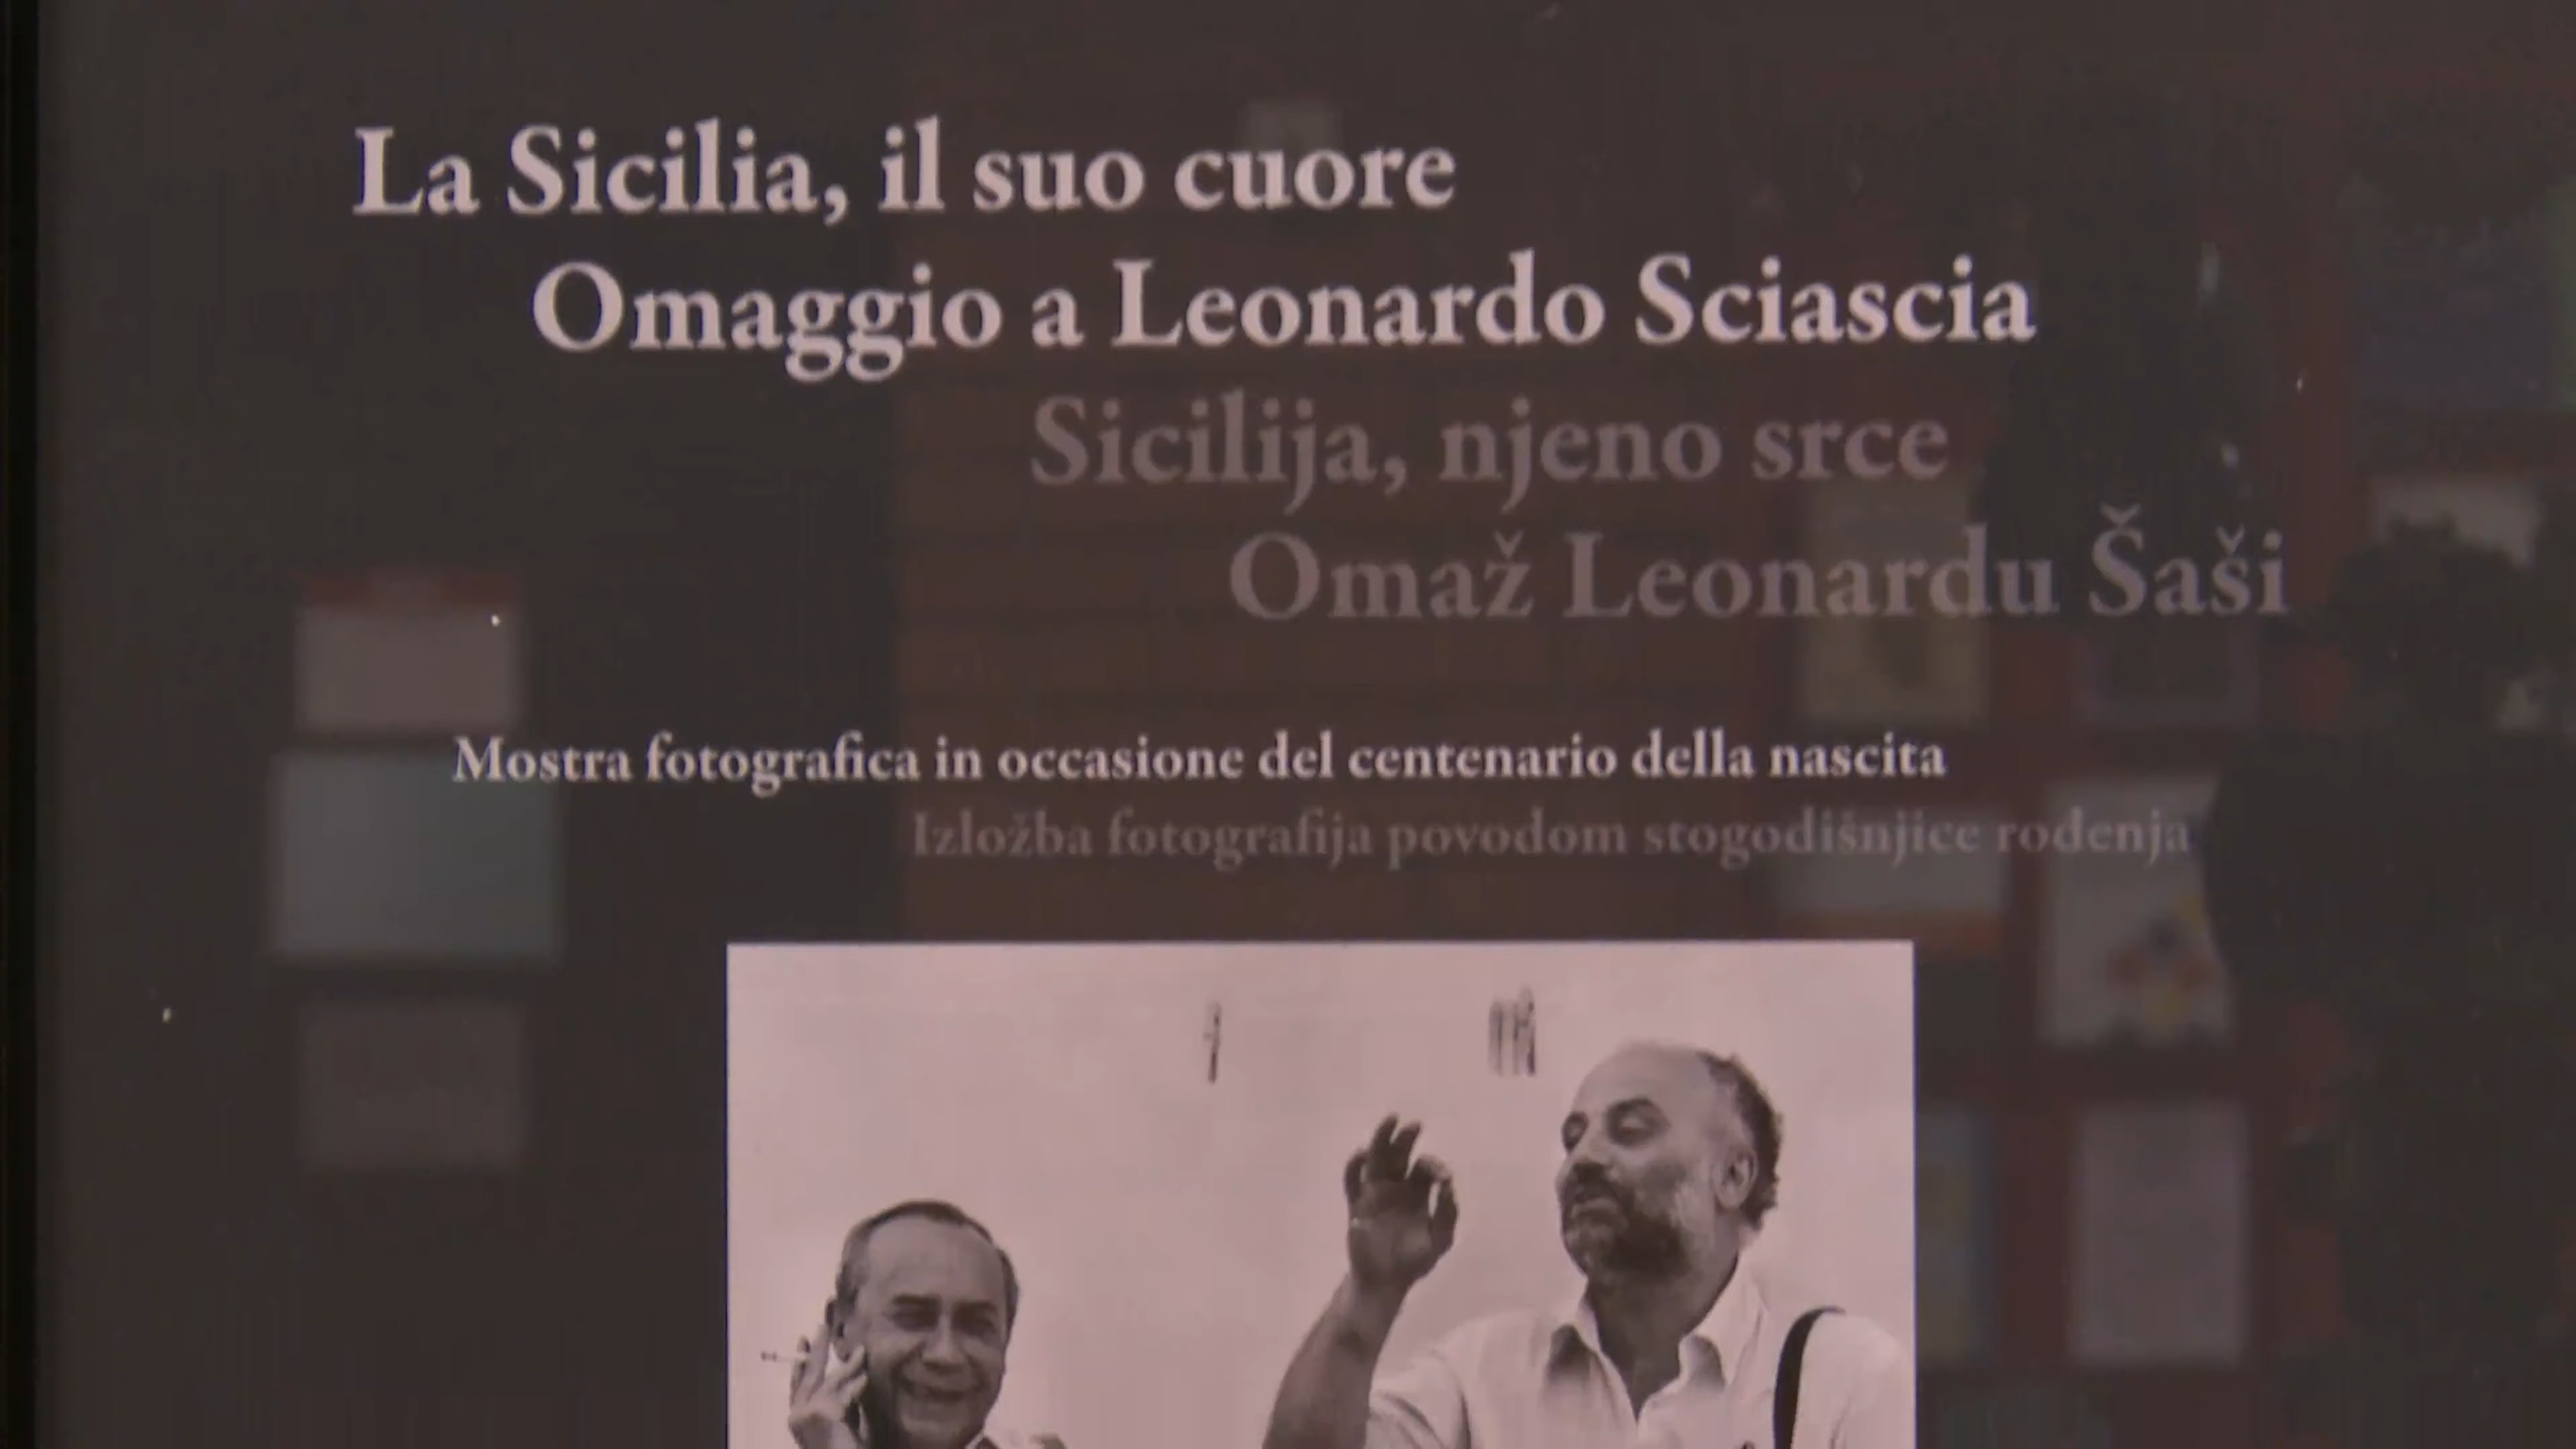 La Sicilia, il suo cuore
Omaggio a Leonardo Sciascia
Sicilija, njeno srce
Omaž Leonardu Šaši
Mostra fotografica in occasione del centenario della nascita
Izložba fotografija povodom stogodišnjice rođenja